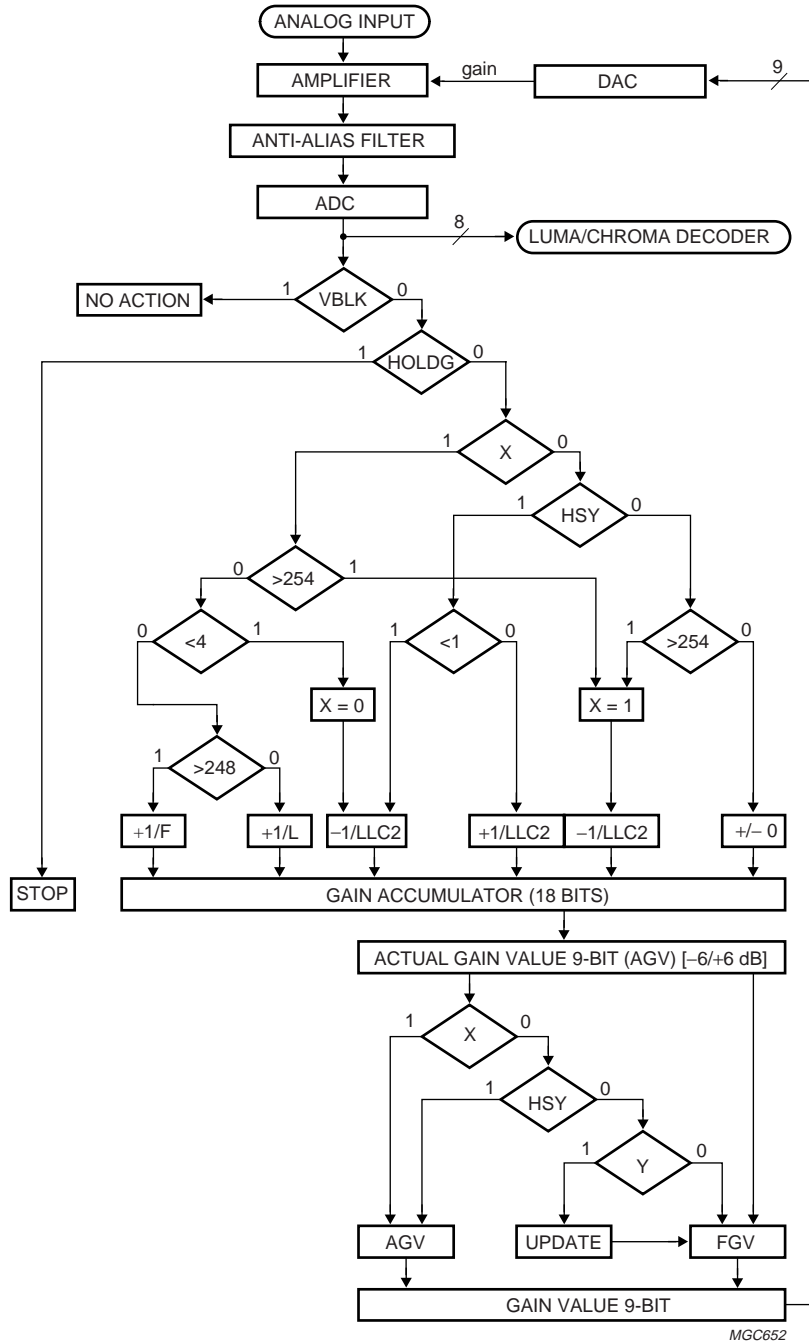 ANALOG INPUT
AMPLIFIER
gain
DAC
9
ANTI-ALIAS FILTER
ADC
8
LUMA/CHROMA DECODER
NO ACTION
1
VBLK
0
1
HOLDG
0
1
X
0
1
HSY
0
0
>254
1
0
<4
1
1
<1
0
1
>254
0
X = 0
X = 1
1
>248
0
+1/F
+1/L
−1/LLC2
+1/LLC2
−1/LLC2
+/− 0
STOP
GAIN ACCUMULATOR (18 BITS)
ACTUAL GAIN VALUE 9-BIT (AGV) [−6/+6 dB]
1
X
0
1
HSY
0
1
Y
0
AGV
UPDATE
FGV
GAIN VALUE 9-BIT
MGC652